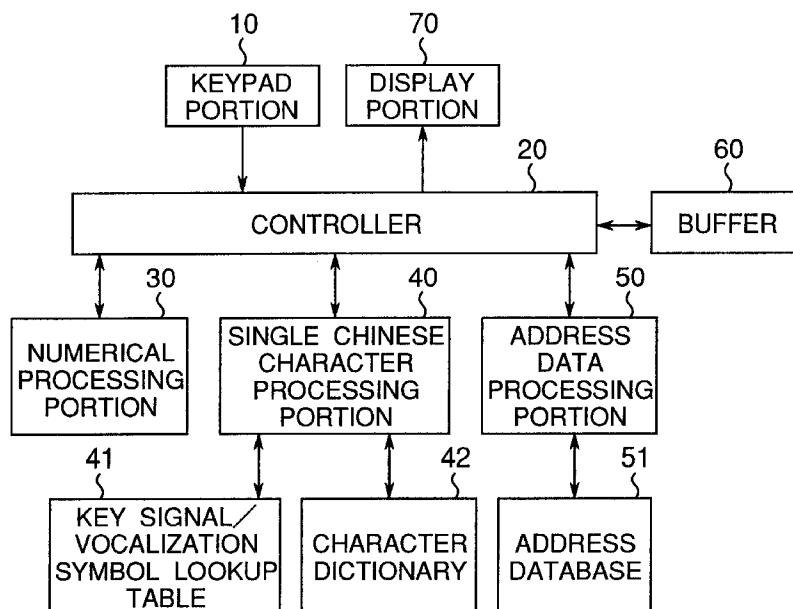 10
70
KEYPAD
PORTION
DISPLAY
PORTION
20
60
CONTROLLER
BUFFER
30
40
50
NUMERICAL
PROCESSING
PORTION
SINGLE CHINESE
CHARACTER
PROCESSING
PORTION
ADDRESS
DATA
PROCESSING
PORTION
41
42
51
KEY SIGNAL/
VOCALIZATION
SYMBOL LOOKUP
TABLE
CHARACTER
DICTIONARY
ADDRESS
DATABASE